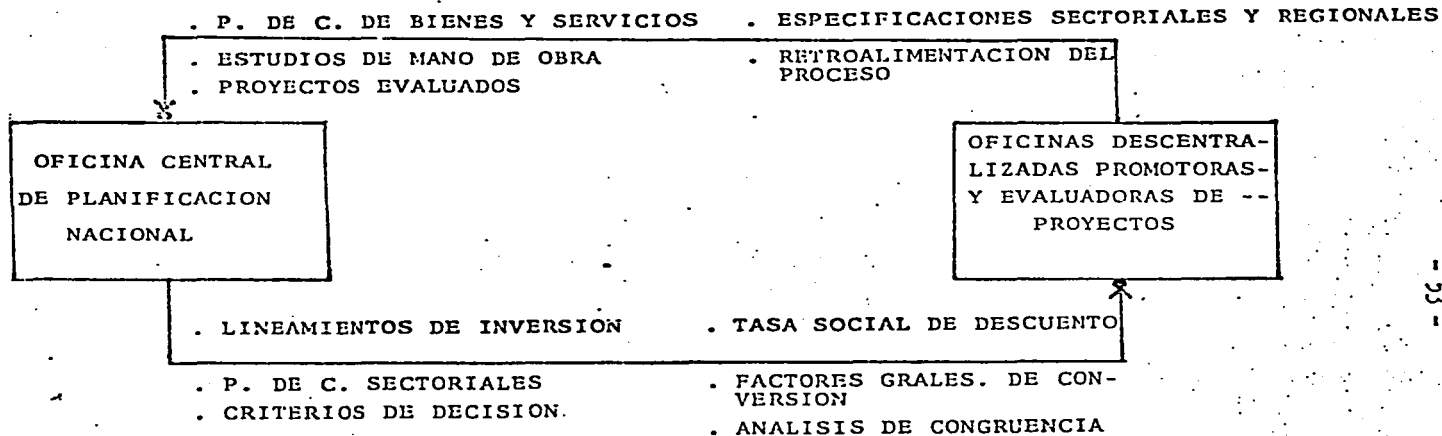 . P. DE C. DE BIENES Y SERVICIOS . ESPECIFICACIONES SECTORIALES Y REGIONALES
. ESTUDIOS DE MANO DE OBRA . RETROALIMENTACION DEL
PROCESO
. PROYECTOS EVALUADOS
OFICINA CENTRAL
DE PLANIFICACION
NACIONAL
OFICINAS DESCENTRA-
LIZADAS PROMOTORAS-
Y EVALUADORAS DE --
PROYECTOS
. LINEAMIENTOS DE INVERSION . TASA SOCIAL DE DESCUENTO
. P. DE C. SECTORIALES . FACTORES GRALES. DE CON-
VERSION
. CRITERIOS DE DECISION.
. ANALISIS DE CONGRUENCIA